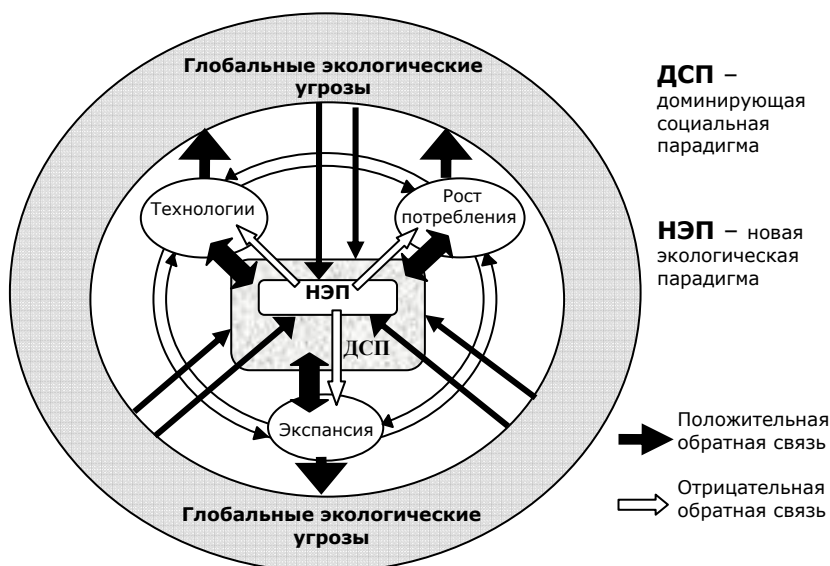 Глобальные экологические
угрозы
Технологии
Рост
потребления
НЭП
ДСП
Экспансия
Глобальные экологические
угрозы
ДСП –
доминирующая
социальная
парадигма
НЭП – новая
экологическая
парадигма
Положительная
обратная связь
Отрицательная
обратная связь